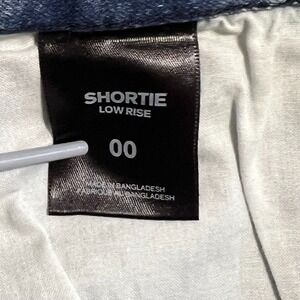 SHORTIE
LOW RISE
00
MADE IN BANGLADESH
FABRIQUÉ AU BANGLADESH